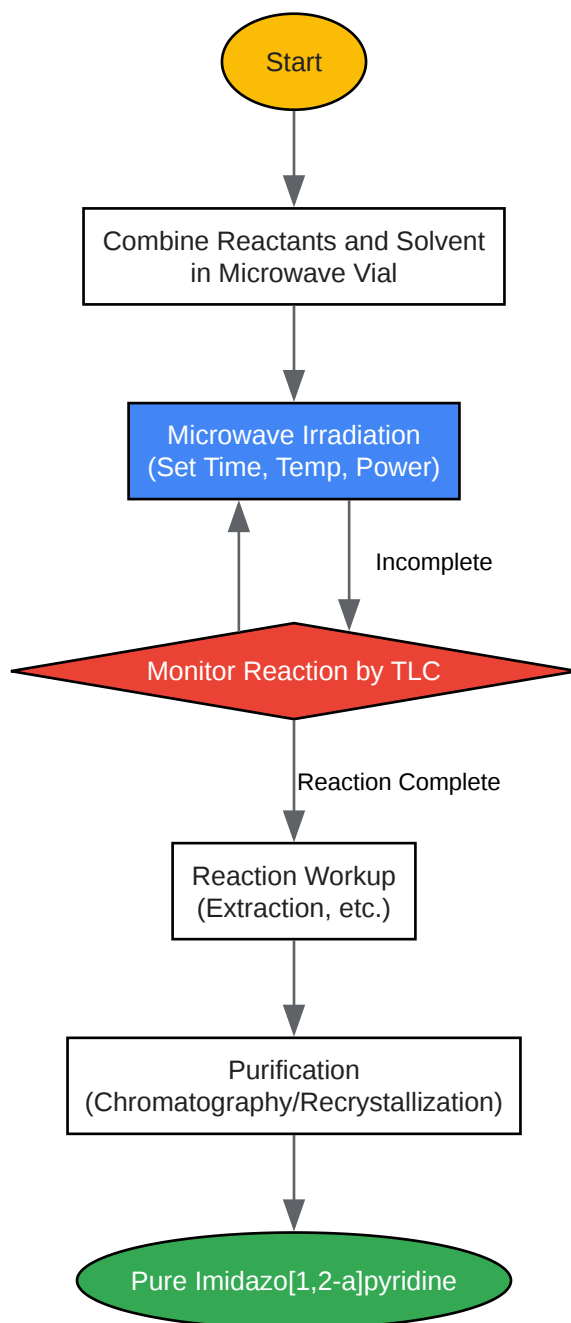 Start
Combine Reactants and Solvent
in Microwave Vial
Microwave Irradiation
(Set Time, Temp, Power)
Incomplete
Monitor Reaction by TLC
Reaction Complete
Reaction Workup
(Extraction, etc.)
Purification
(Chromatography/Recrystallization)
Pure Imidazo[1,2-a]pyridine